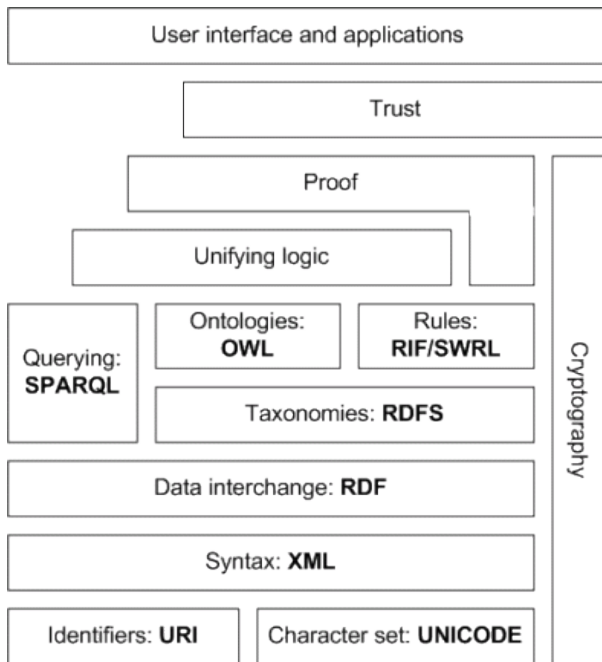 User interface and applications
Trust
Proof
Unifying logic
Ontologies:
OWL
Rules:
RIF/SWRL
Querying:
SPARQL
Taxonomies: RDFS
Cryptography
Data interchange: RDF
Syntax: XML
Identifiers: URI
Character set: UNICODE